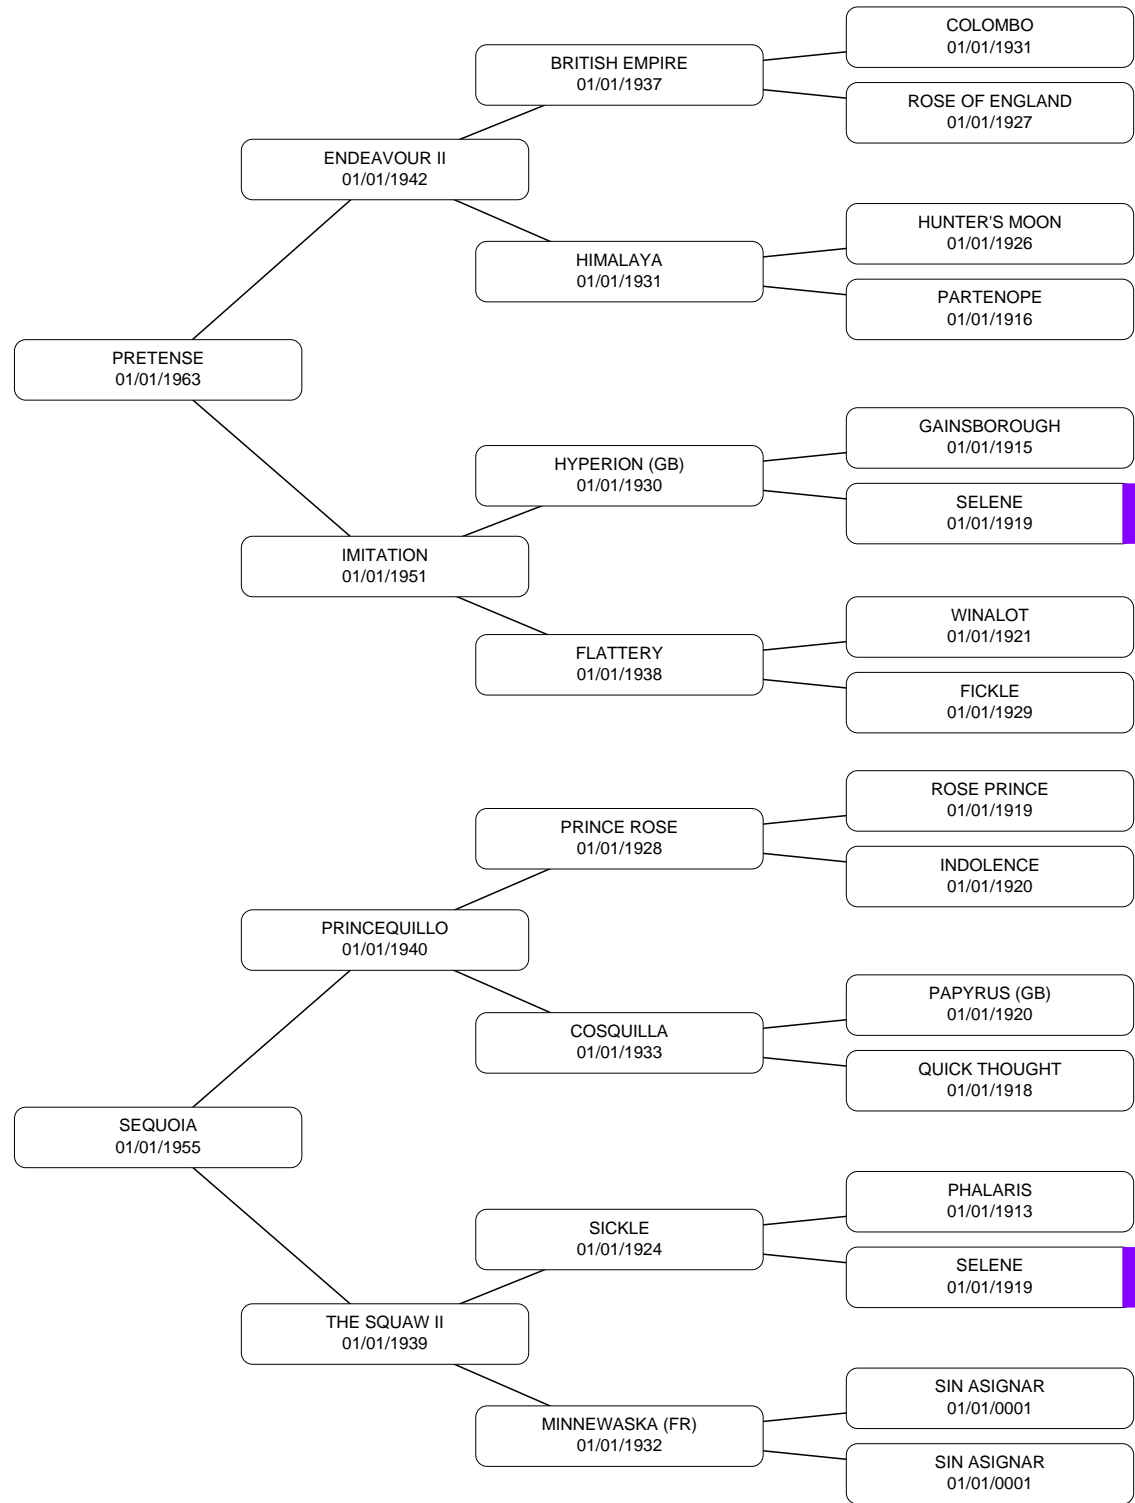 COLOMBO
01/01/1931
BRITISH EMPIRE
01/01/1937
ROSE OF ENGLAND
01/01/1927
ENDEAVOUR II
01/01/1942
HUNTER'S MOON
01/01/1926
HIMALAYA
01/01/1931
PARTENOPE
01/01/1916
PRETENSE
01/01/1963
GAINSBOROUGH
01/01/1915
HYPERION (GB)
01/01/1930
SELENE
01/01/1919
IMITATION
01/01/1951
WINALOT
01/01/1921
FLATTERY
01/01/1938
FICKLE
01/01/1929
ROSE PRINCE
01/01/1919
PRINCE ROSE
01/01/1928
INDOLENCE
01/01/1920
PRINCEQUILLO
01/01/1940
PAPYRUS (GB)
01/01/1920
COSQUILLA
01/01/1933
QUICK THOUGHT
01/01/1918
SEQUOIA
01/01/1955
PHALARIS
01/01/1913
SICKLE
01/01/1924
SELENE
01/01/1919
THE SQUAW II
01/01/1939
SIN ASIGNAR
01/01/0001
MINNEWASKA (FR)
01/01/1932
SIN ASIGNAR
01/01/0001